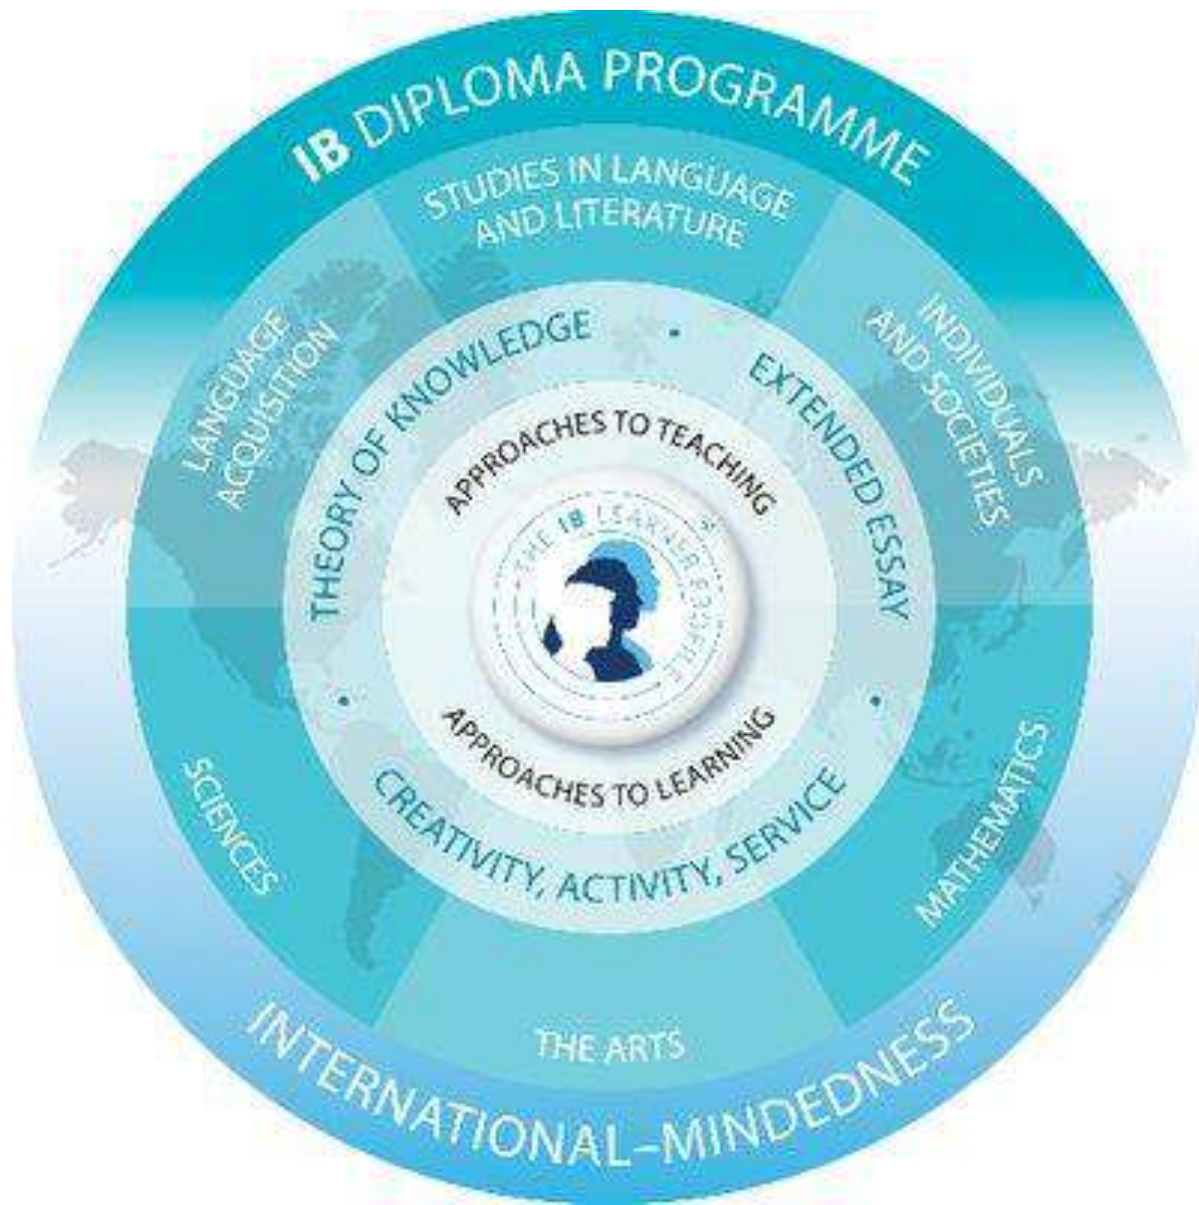 IB DIPLOMA PROGRAMME
STUDIES IN LANGUAGE
AND LITERATURE
LANGUAGE
ACQUISITION
INDIVIDUALS
AND SOCIETIES
THEORY OF KNOWLEDGE
EXTENDED ESSAY
APPROACHES TO TEACHING
THE IB LEARNER PROFILE
APPROACHES TO LEARNING
CREATIVITY, ACTIVITY, SERVICE
SCIENCES
MATHEMATICS
THE ARTS
INTERNATIONAL–MINDEDNESS